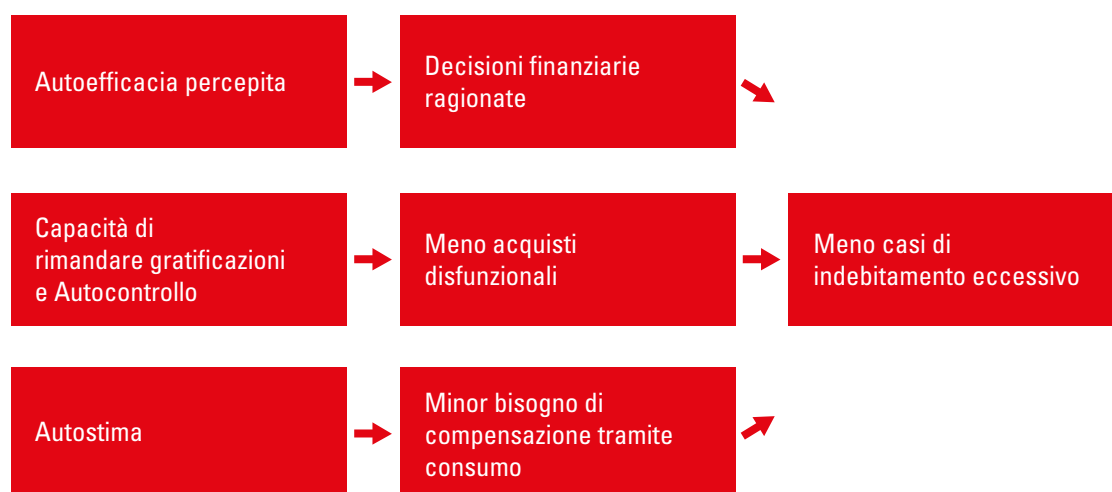 Autoefficacia percepita
Decisioni finanziarie
ragionate
Capacità di
rimandare gratificazioni
e Autocontrollo
Meno acquisti
disfunzionali
Meno casi di
indebitamento eccessivo
Autostima
Minor bisogno di
compensazione tramite
consumo